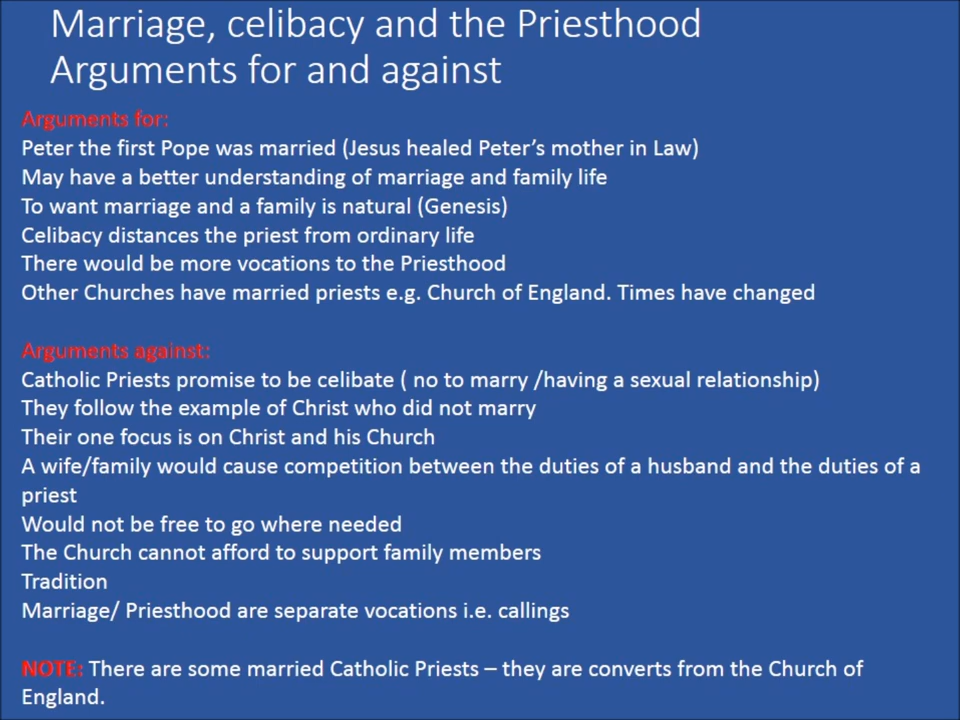 Marriage, celibacy and the Priesthood
Arguments for and against
Arguments for:
Peter the first Pope was married (Jesus healed Peter’s mother in Law)
May have a better understanding of marriage and family life
To want marriage and a family is natural (Genesis)
Celibacy distances the priest from ordinary life
There would be more vocations to the Priesthood
Other Churches have married priests e.g. Church of England. Times have changed
Arguments against:
Catholic Priests promise to be celibate ( no to marry /having a sexual relationship)
They follow the example of Christ who did not marry
Their one focus is on Christ and his Church
A wife/family would cause competition between the duties of a husband and the duties of a
priest
Would not be free to go where needed
The Church cannot afford to support family members
Tradition
Marriage/ Priesthood are separate vocations i.e. callings
NOTE: There are some married Catholic Priests – they are converts from the Church of
England.